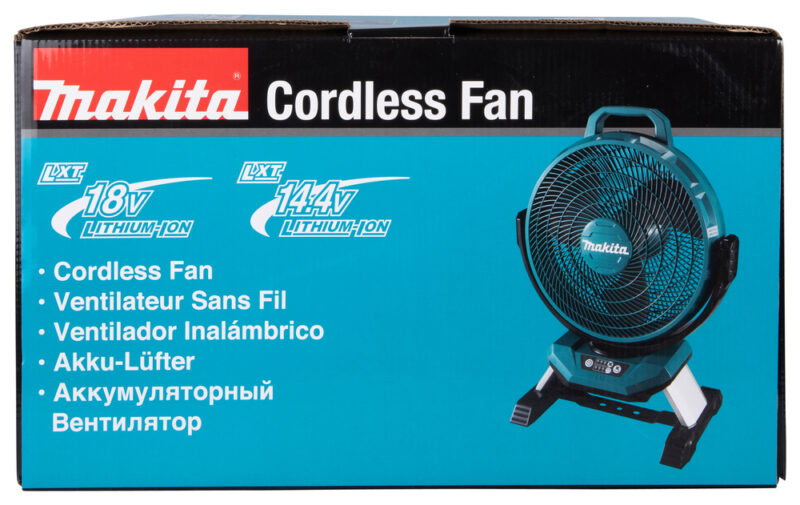 makita® Cordless Fan
LXT LXT
18V 14.4V
LITHIUM-ION LITHIUM-ION
• Cordless Fan
• Ventilateur Sans Fil
• Ventilador Inalámbrico
• Akku-Lüfter
• Аккумуляторный
Вентилятор
makita